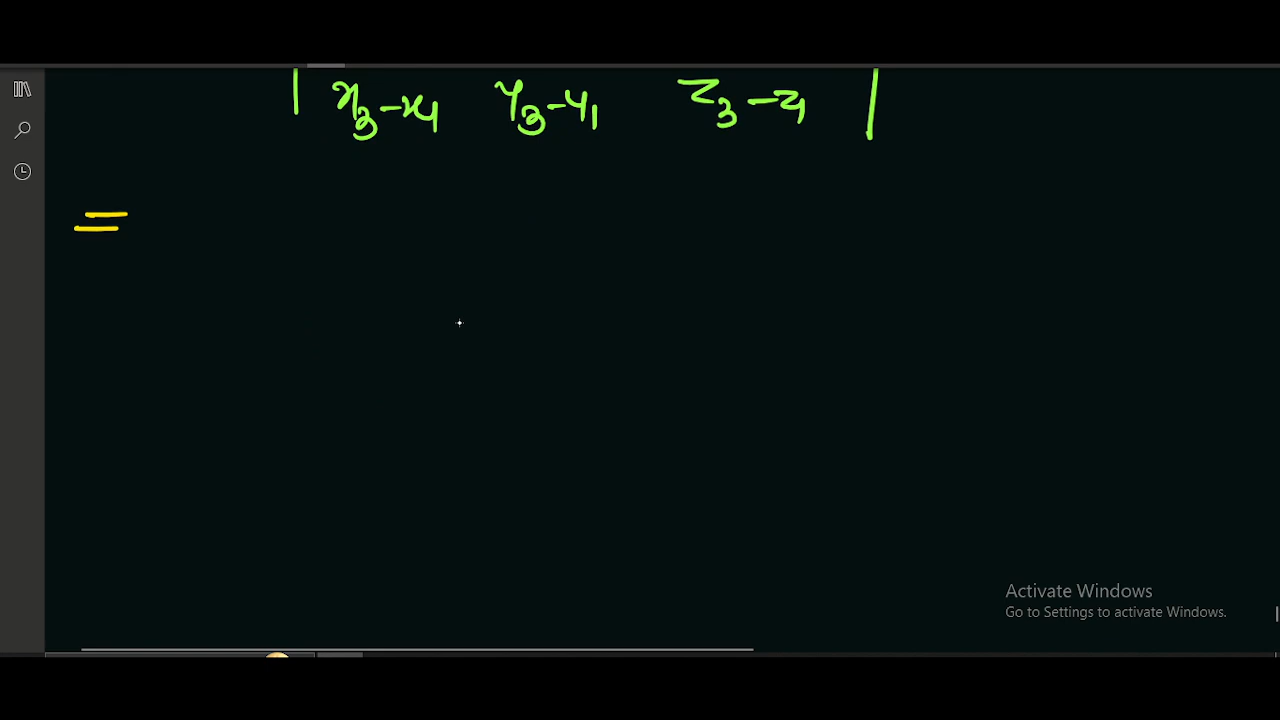 | x₃-x₁ y₃-y₁ z₃-z₁ |
=
Activate Windows
Go to Settings to activate Windows.